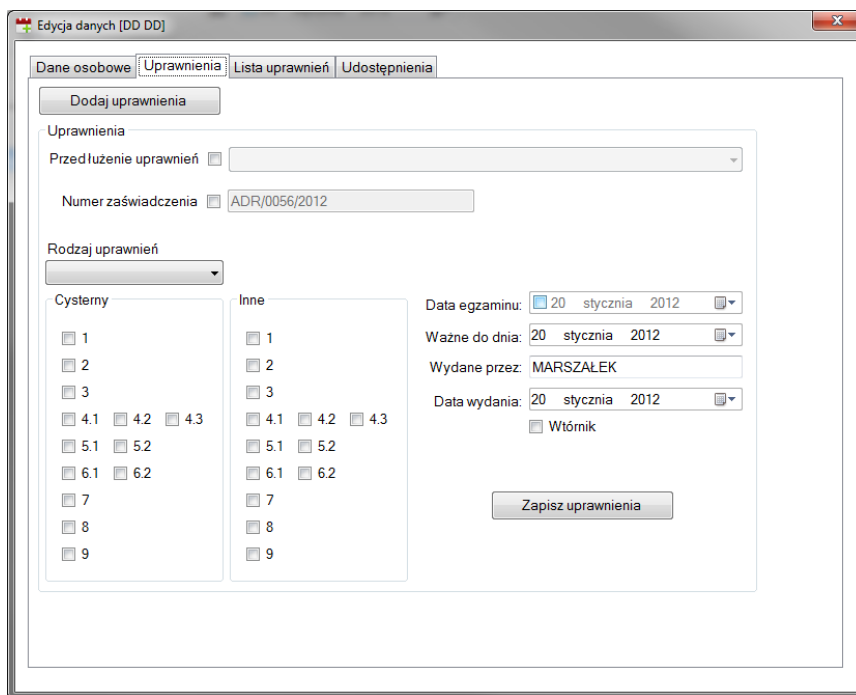 Edycja danych [DD DD]
Dane osobowe Uprawnienia Lista uprawnień Udostępnienia
Dodaj uprawnienia
Uprawnienia
Przedłużenie uprawnień
Numer zaświadczenia ADR/0056/2012
Rodzaj uprawnień
Cysterny
1
2
3
4.1 4.2 4.3
5.1 5.2
6.1 6.2
7
8
9
Inne
1
2
3
4.1 4.2 4.3
5.1 5.2
6.1 6.2
7
8
9
Data egzaminu: 20 stycznia 2012
Ważne do dnia: 20 stycznia 2012
Wydane przez: MARSZAŁEK
Data wydania: 20 stycznia 2012
Wtórnik
Zapisz uprawnienia